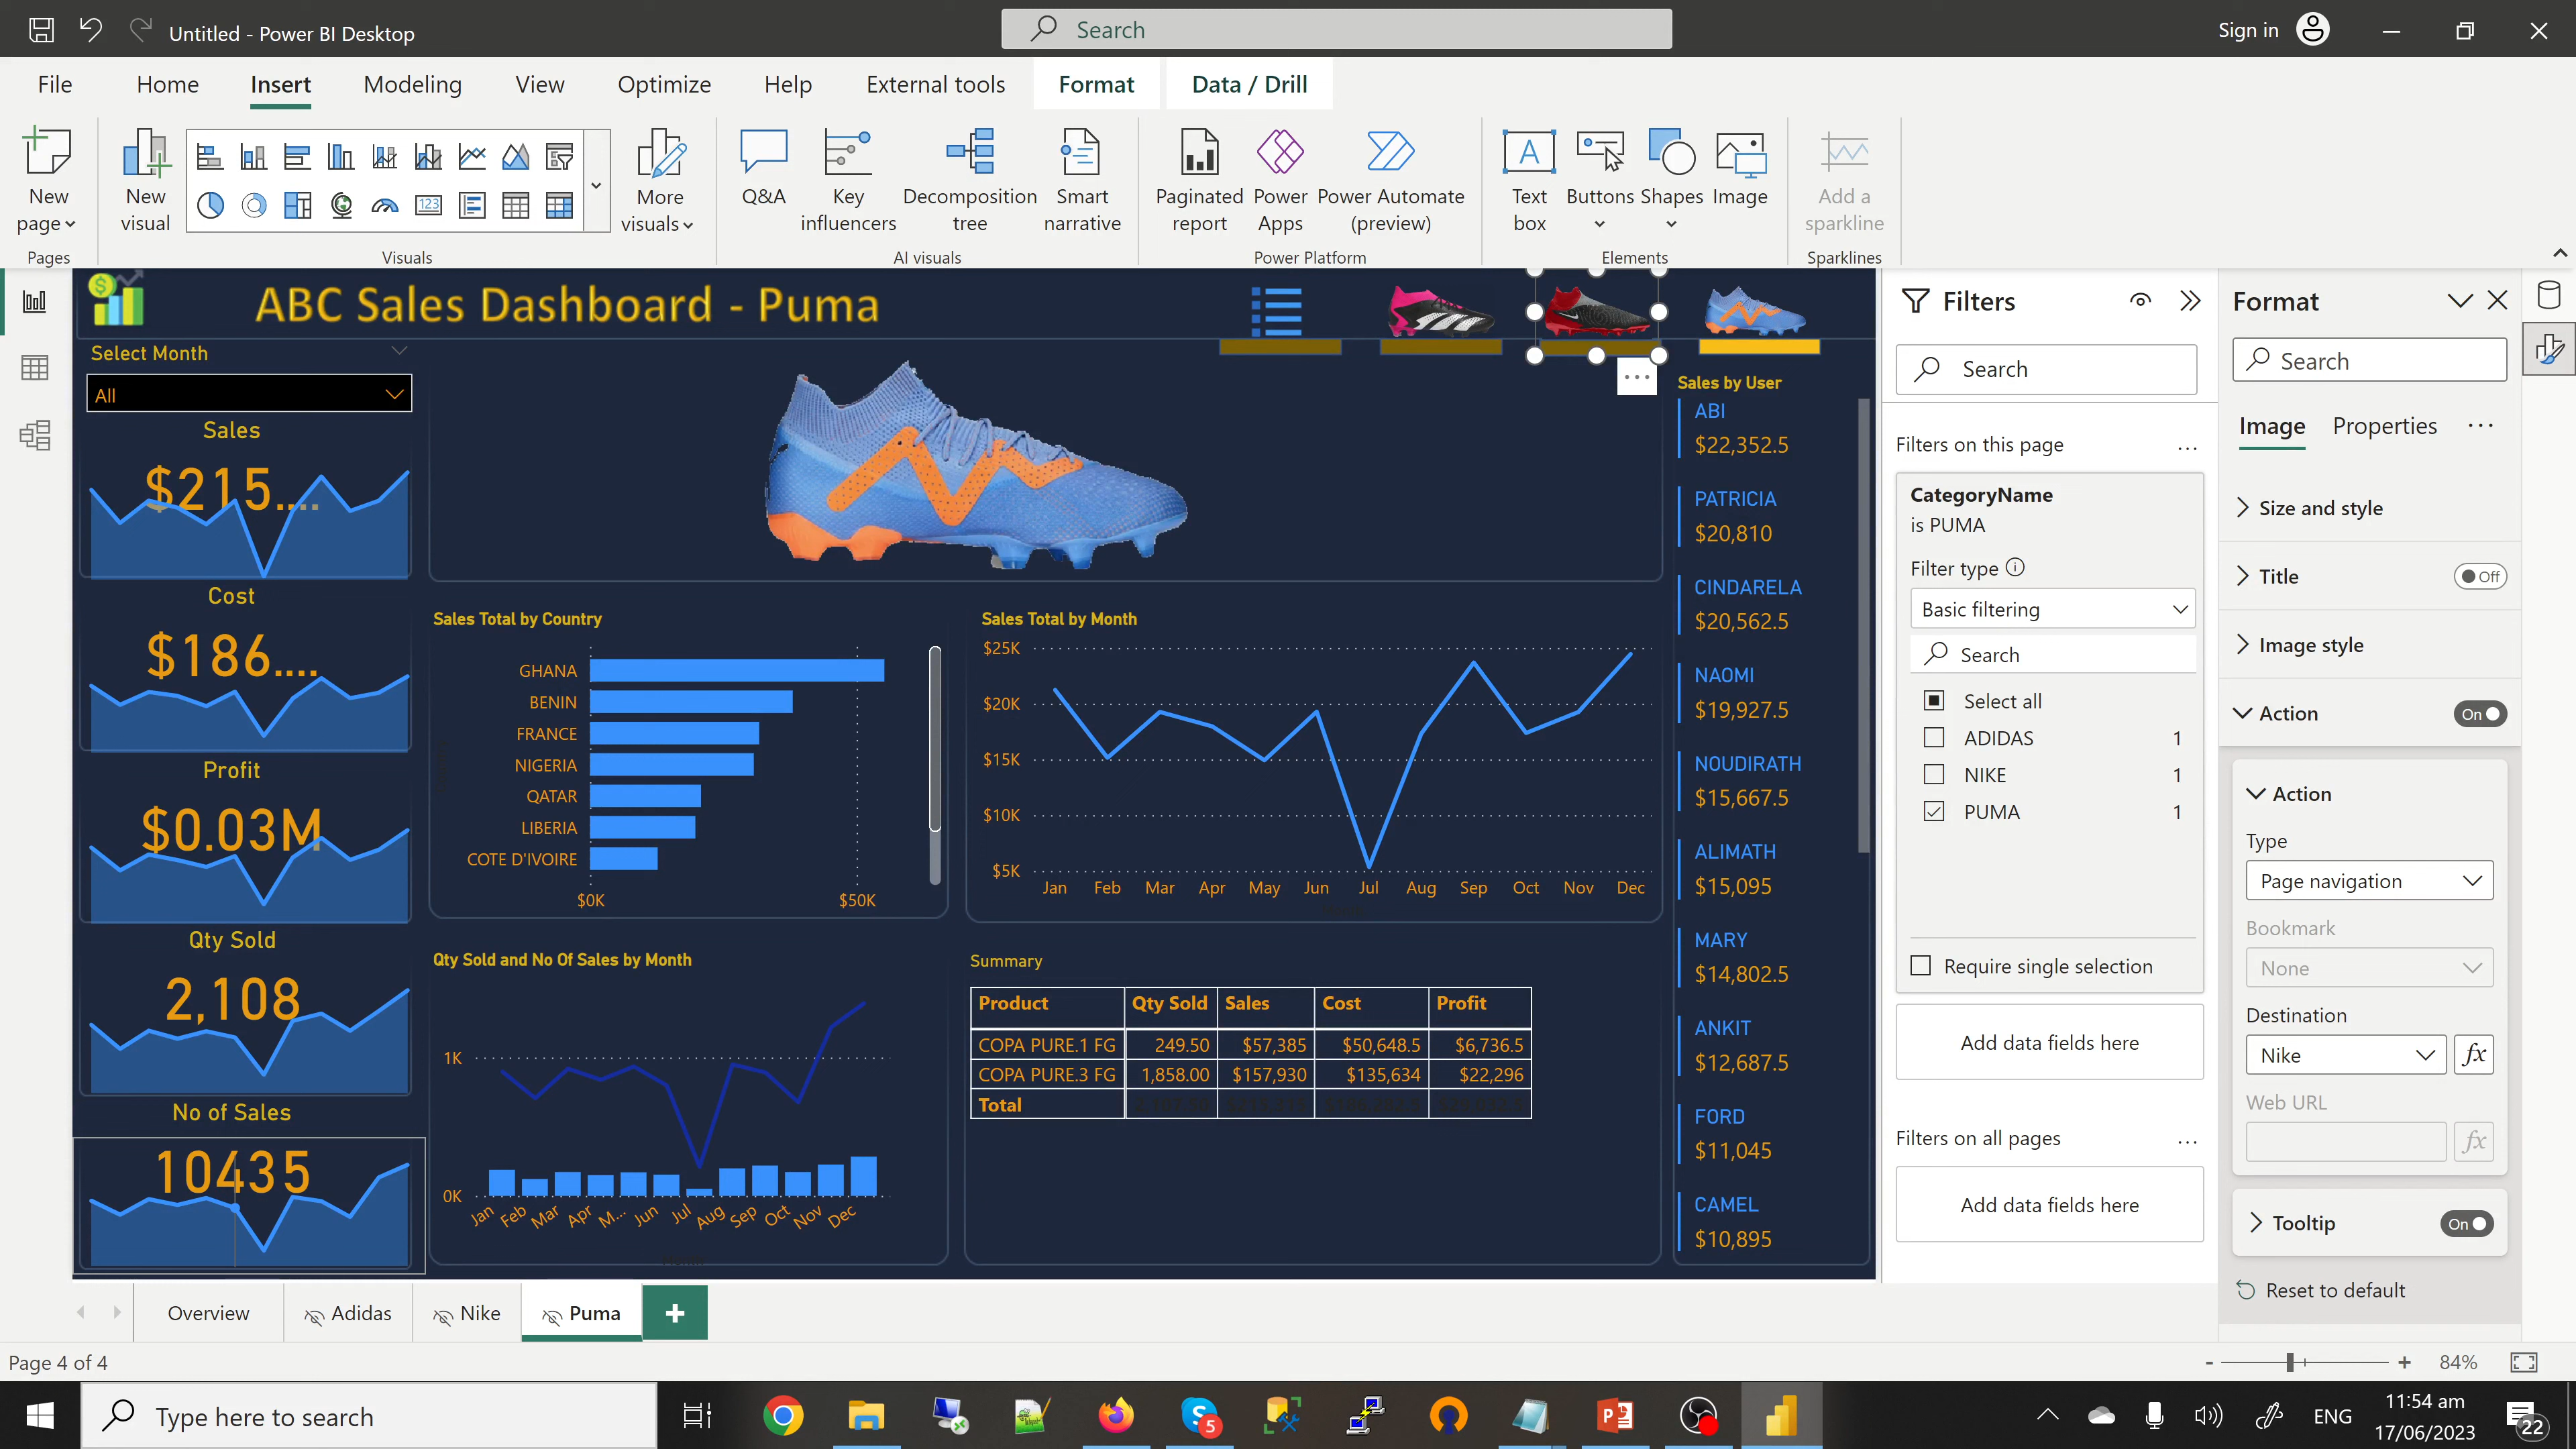 Untitled - Power BI Desktop
Search
Sign in
File
Home
Insert
Modeling
View
Optimize
Help
External tools
Format
Data / Drill
New page
New visual
More visuals
Q&A
Key influencers
Decomposition tree
Smart narrative
Paginated report
Power Apps
Power Automate (preview)
Text box
Buttons
Shapes
Image
Add a sparkline
Pages
Visuals
AI visuals
Power Platform
Elements
Sparklines
ABC Sales Dashboard - Puma
Select Month
All
Sales
$215....
Cost
$186....
Profit
$0.03M
Qty Sold
2,108
No of Sales
10435
Sales Total by Country
GHANA
BENIN
FRANCE
NIGERIA
QATAR
LIBERIA
COTE D'IVOIRE
$0K
$50K
Sales Total by Month
$25K
$20K
$15K
$10K
$5K
Jan Feb Mar Apr May Jun Jul Aug Sep Oct Nov Dec
Qty Sold and No Of Sales by Month
1K
0K
Jan Feb Mar Apr M... Jun Jul Aug Sep Oct Nov Dec
Summary
Product Qty Sold Sales Cost Profit
COPA PURE.1 FG 249.50 $57,385 $50,648.5 $6,736.5
COPA PURE.3 FG 1,858.00 $157,930 $135,634 $22,296
Total
Sales by User
ABI
$22,352.5
PATRICIA
$20,810
CINDARELA
$20,562.5
NAOMI
$19,927.5
NOUDIRATH
$15,667.5
ALIMATH
$15,095
MARY
$14,802.5
ANKIT
$12,687.5
FORD
$11,045
CAMEL
$10,895
Filters
Search
Filters on this page
CategoryName
is PUMA
Filter type
Basic filtering
Search
Select all
ADIDAS 1
NIKE 1
PUMA 1
Require single selection
Add data fields here
Filters on all pages
Add data fields here
Format
Search
Image
Properties
Size and style
Title
Off
Image style
Action
On
Action
Type
Page navigation
Bookmark
None
Destination
Nike
fx
Web URL
fx
Tooltip
On
Reset to default
Overview
Adidas
Nike
Puma
Page 4 of 4
84%
Type here to search
5
ENG
11:54 am
17/06/2023
22